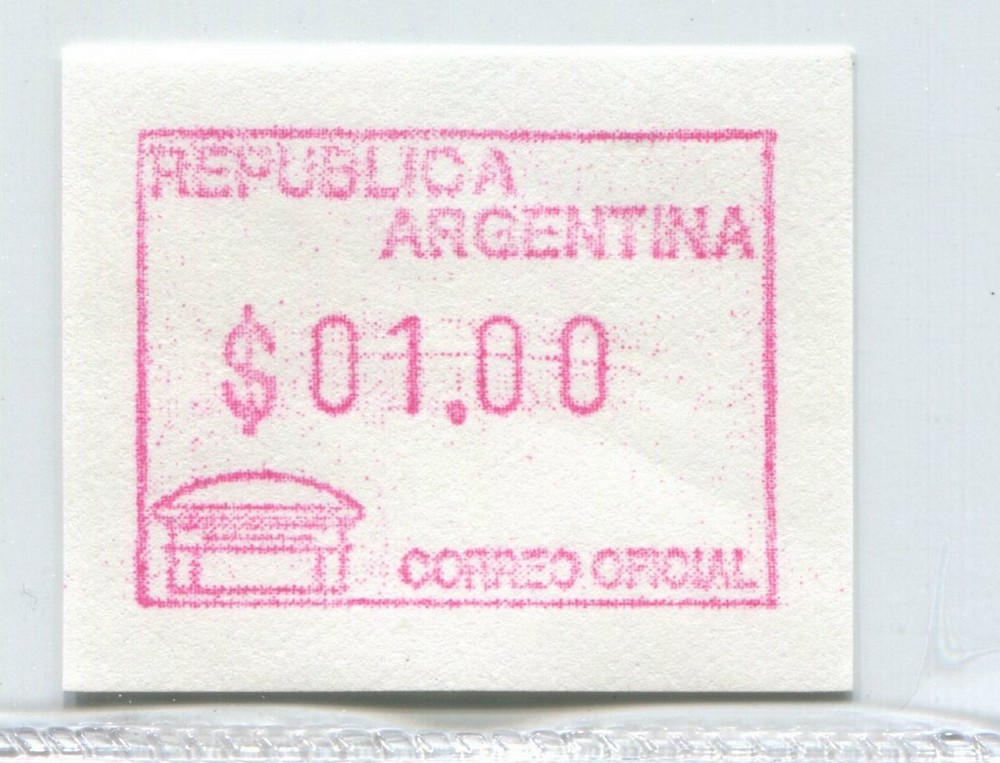 REPUBLICA
ARGENTINA
$01.00
CORREO OFICIAL